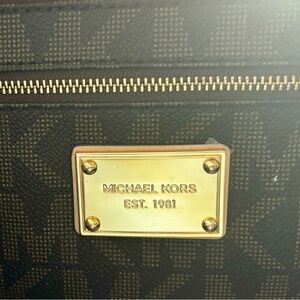 MICHAEL KORS
EST. 1981